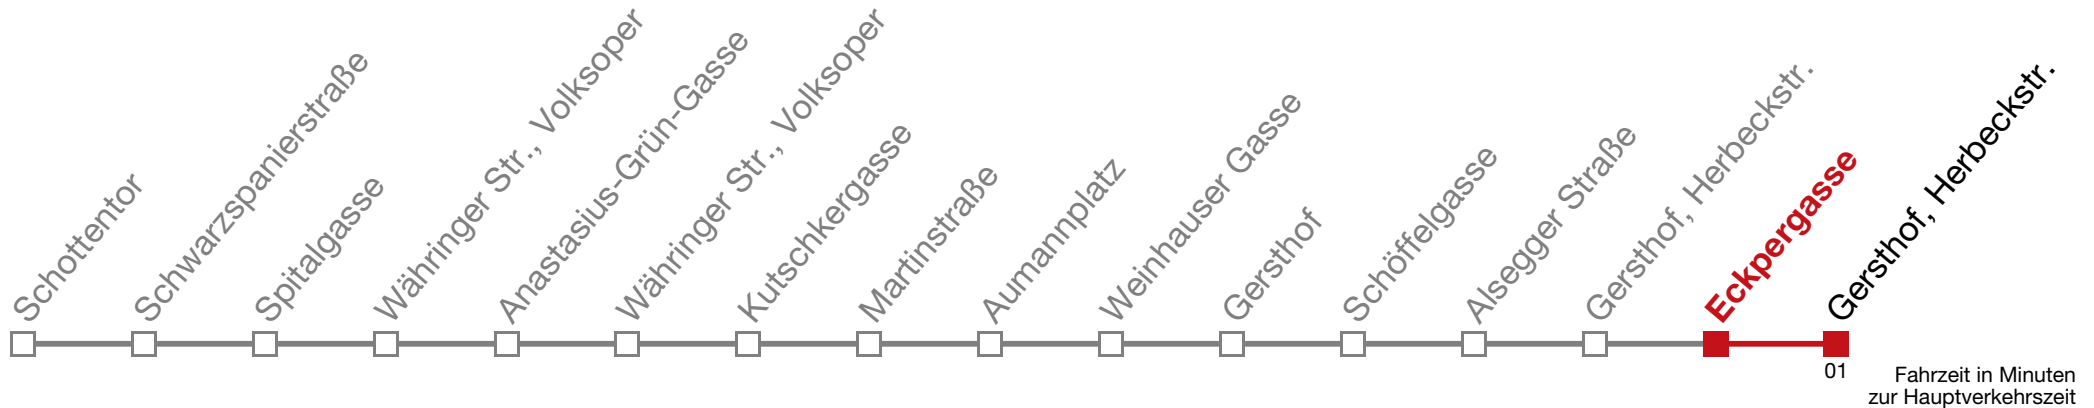 Schottentor
Schwarzspanierstraße
Spitalgasse
Währinger Str., Volksoper
Anastasius-Grün-Gasse
Währinger Str., Volksoper
Kutschkergasse
Martinstraße
Aumannplatz
Weinhauser Gasse
Gersthof
Schöffelgasse
Alsegger Straße
Gersthof, Herbeckstr.
Eckpergasse
Gersthof, Herbeckstr.
01
Fahrzeit in Minuten
zur Hauptverkehrszeit